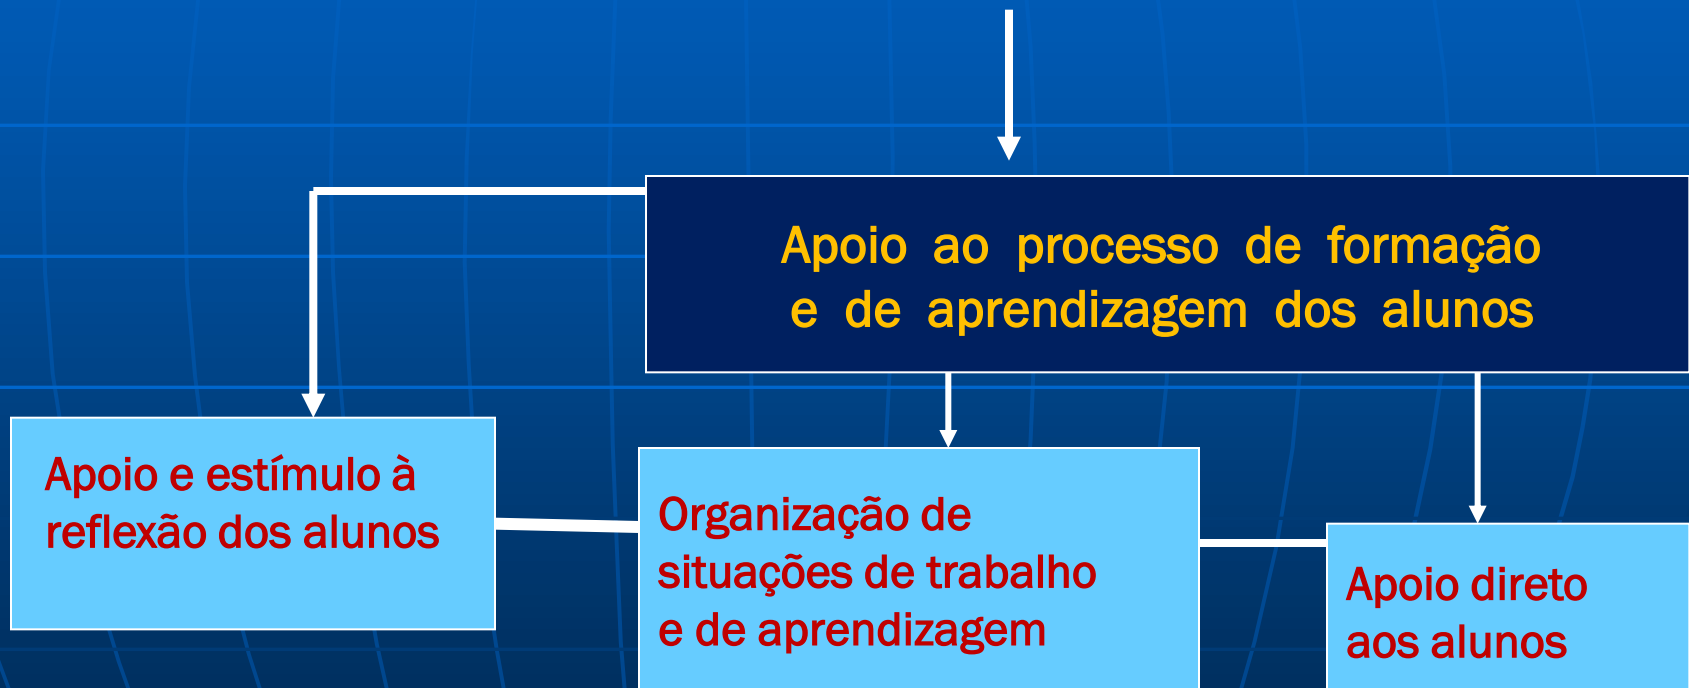 Apoio ao processo de formação
e de aprendizagem dos alunos
Apoio e estímulo à
reflexão dos alunos
Organização de
situações de trabalho
e de aprendizagem
Apoio direto
aos alunos